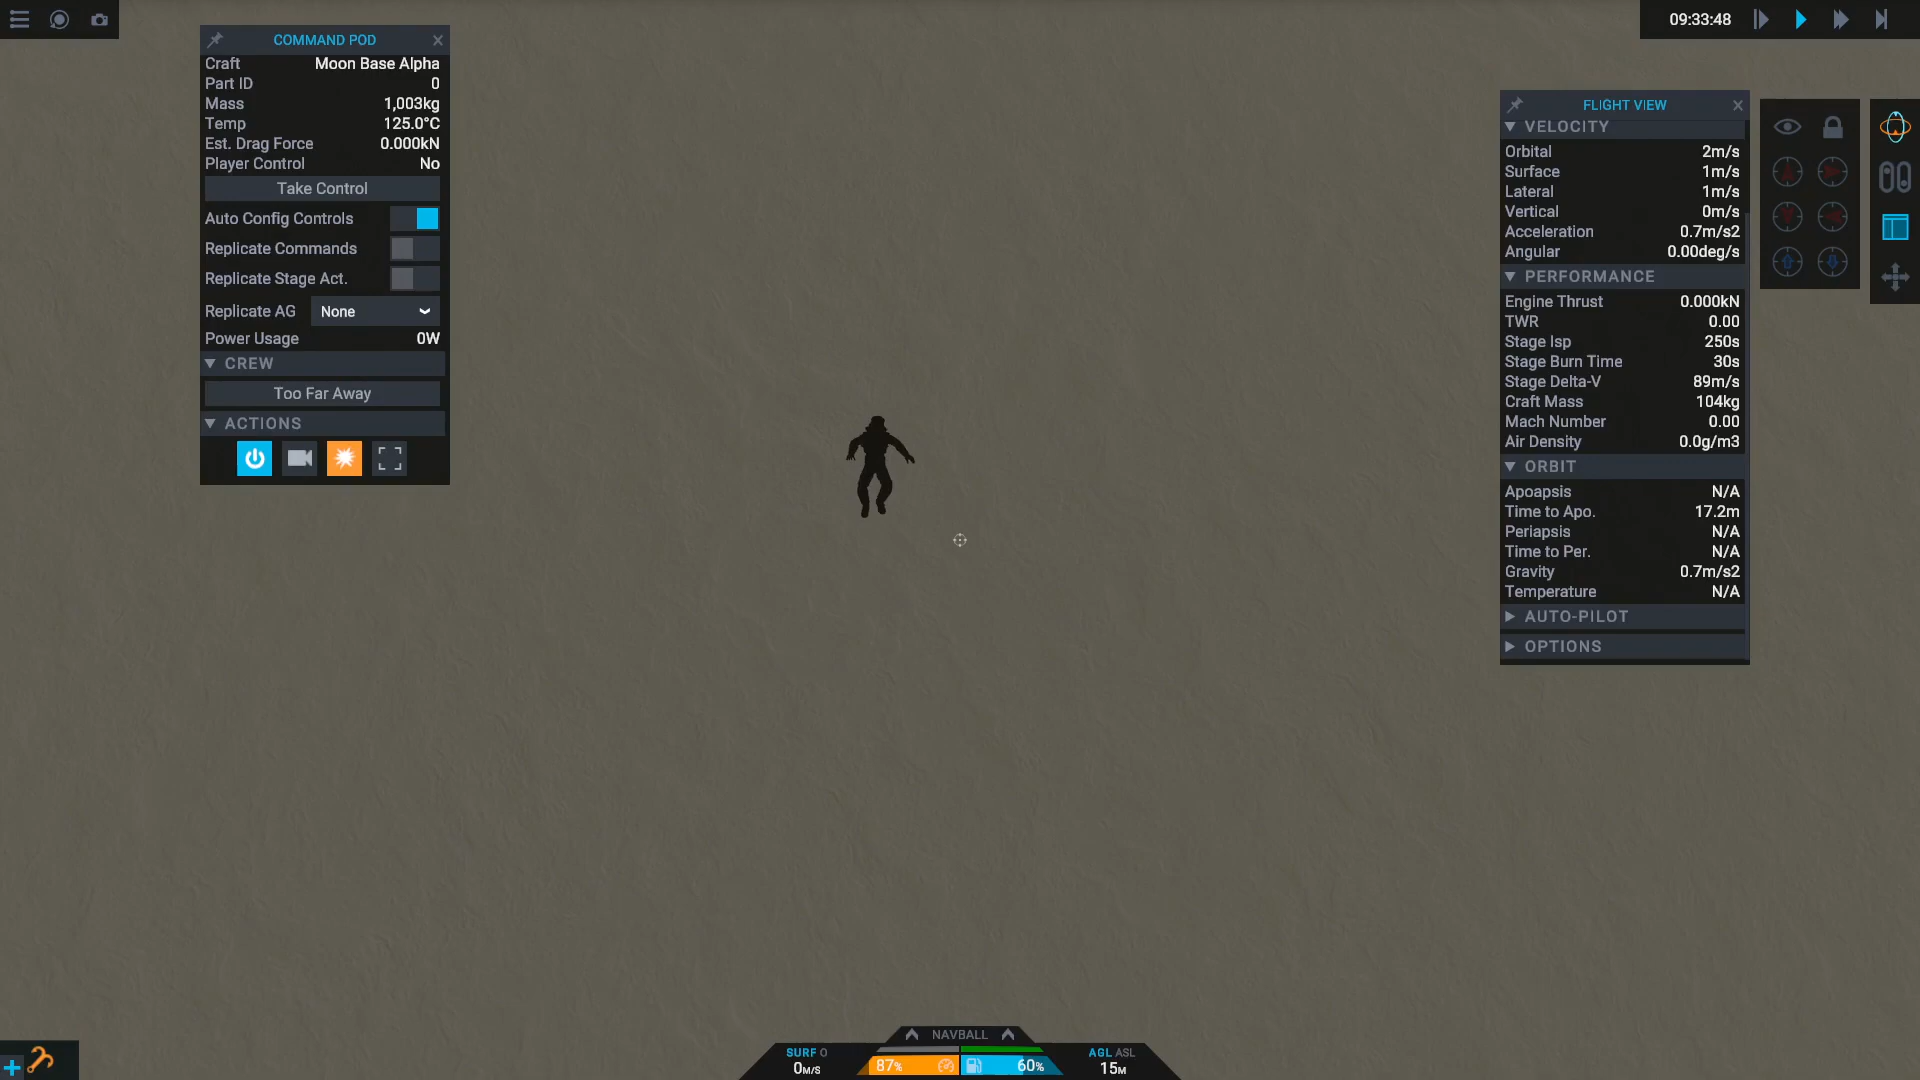 COMMAND POD
Craft Moon Base Alpha
Part ID 0
Mass 1,003kg
Temp 125.0°C
Est. Drag Force 0.000kN
Player Control No
Take Control
Auto Config Controls
Replicate Commands
Replicate Stage Act.
Replicate AG None
Power Usage 0W
CREW
Too Far Away
ACTIONS
09:33:48
FLIGHT VIEW
VELOCITY
Orbital 2m/s
Surface 1m/s
Lateral 1m/s
Vertical 0m/s
Acceleration 0.7m/s2
Angular 0.00deg/s
PERFORMANCE
Engine Thrust 0.000kN
TWR 0.00
Stage Isp 250s
Stage Burn Time 30s
Stage Delta-V 89m/s
Craft Mass 104kg
Mach Number 0.00
Air Density 0.0g/m3
ORBIT
Apoapsis N/A
Time to Apo. 17.2m
Periapsis N/A
Time to Per. N/A
Gravity 0.7m/s2
Temperature N/A
AUTO-PILOT
OPTIONS
NAVBALL
SURF O
0M/S
87%
60%
AGL ASL
15M